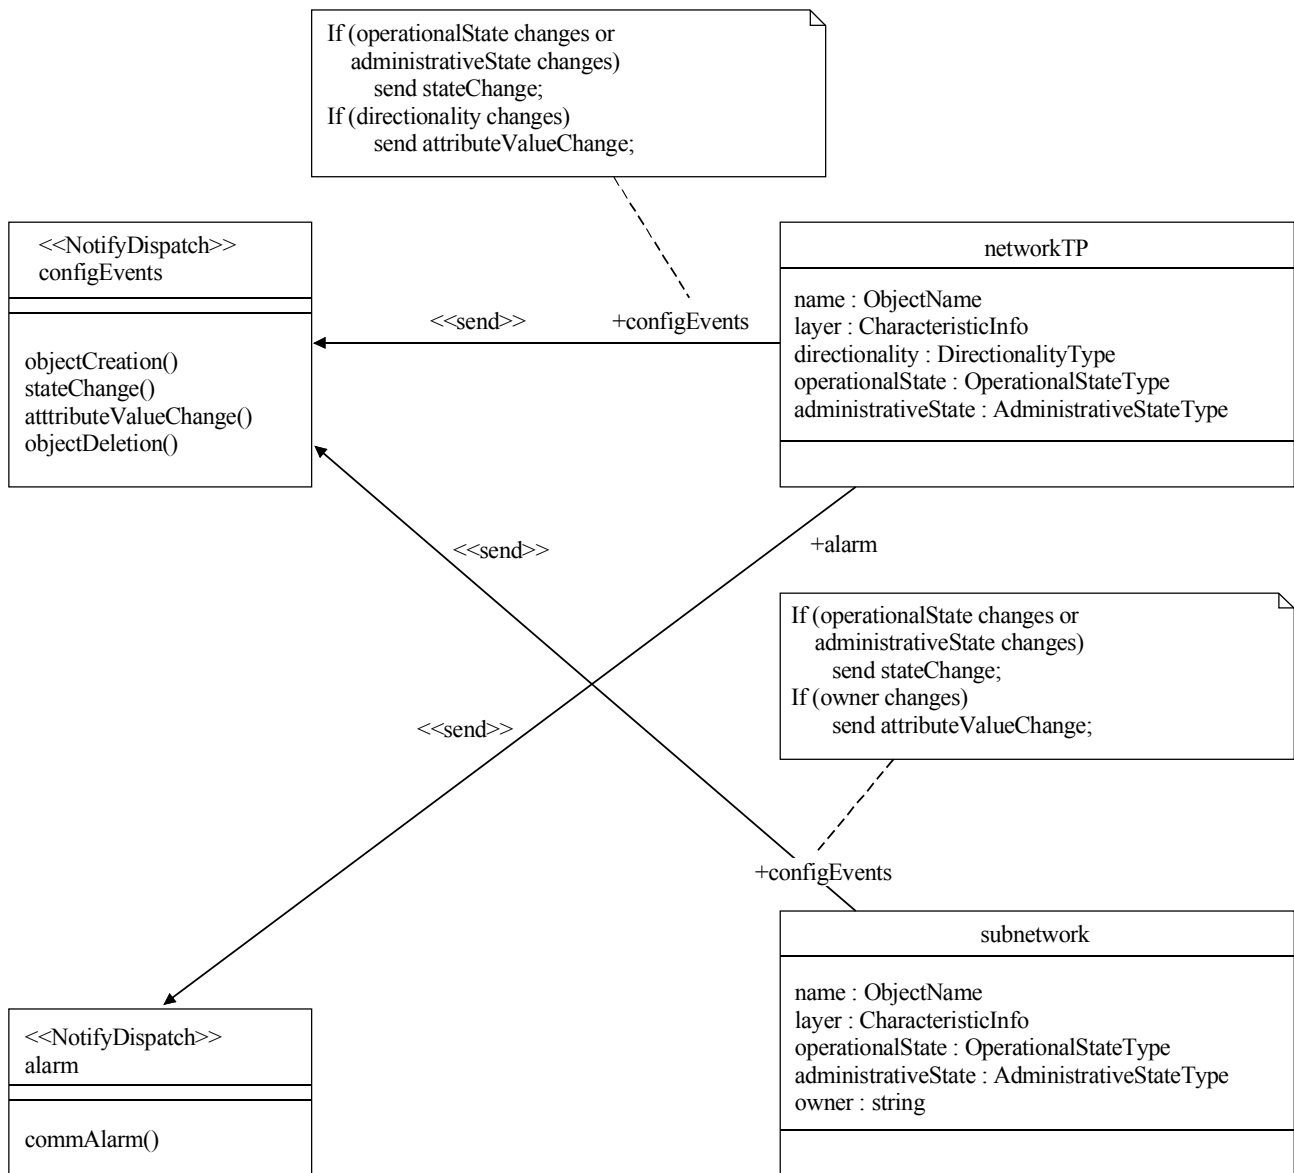 If (operationalState changes or
administrativeState changes)
send stateChange;
If (directionality changes)
send attributeValueChange;
<<NotifyDispatch>>
configEvents
objectCreation()
stateChange()
atttributeValueChange()
objectDeletion()
<<send>>
+configEvents
networkTP
name : ObjectName
layer : CharacteristicInfo
directionality : DirectionalityType
operationalState : OperationalStateType
administrativeState : AdministrativeStateType
<<send>>
+alarm
If (operationalState changes or
administrativeState changes)
send stateChange;
If (owner changes)
send attributeValueChange;
<<send>>
+configEvents
subnetwork
name : ObjectName
layer : CharacteristicInfo
operationalState : OperationalStateType
administrativeState : AdministrativeStateType
owner : string
<<NotifyDispatch>>
alarm
commAlarm()